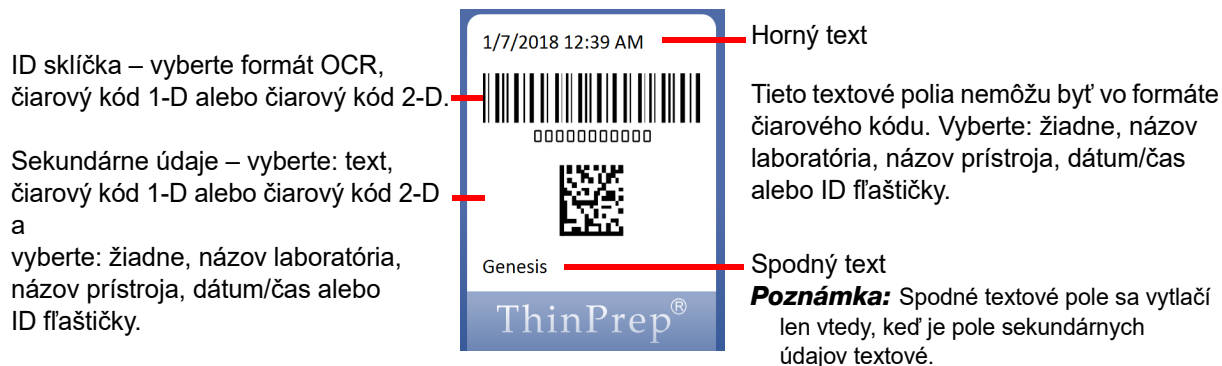 ID sklíčka – vyberte formát OCR,
čiarový kód 1-D alebo čiarový kód 2-D.
Sekundárne údaje – vyberte: text,
čiarový kód 1-D alebo čiarový kód 2-D
a
vyberte: žiadne, názov laboratória,
názov prístroja, dátum/čas alebo
ID fľaštičky.
1/7/2018 12:39 AM
00000000000
Genesis
ThinPrep®
Horný text
Tieto textové polia nemôžu byť vo formáte
čiarového kódu. Vyberte: žiadne, názov
laboratória, názov prístroja, dátum/čas
alebo ID fľaštičky.
Spodný text
Poznámka: Spodné textové pole sa vytlačí
len vtedy, keď je pole sekundárnych
údajov textové.